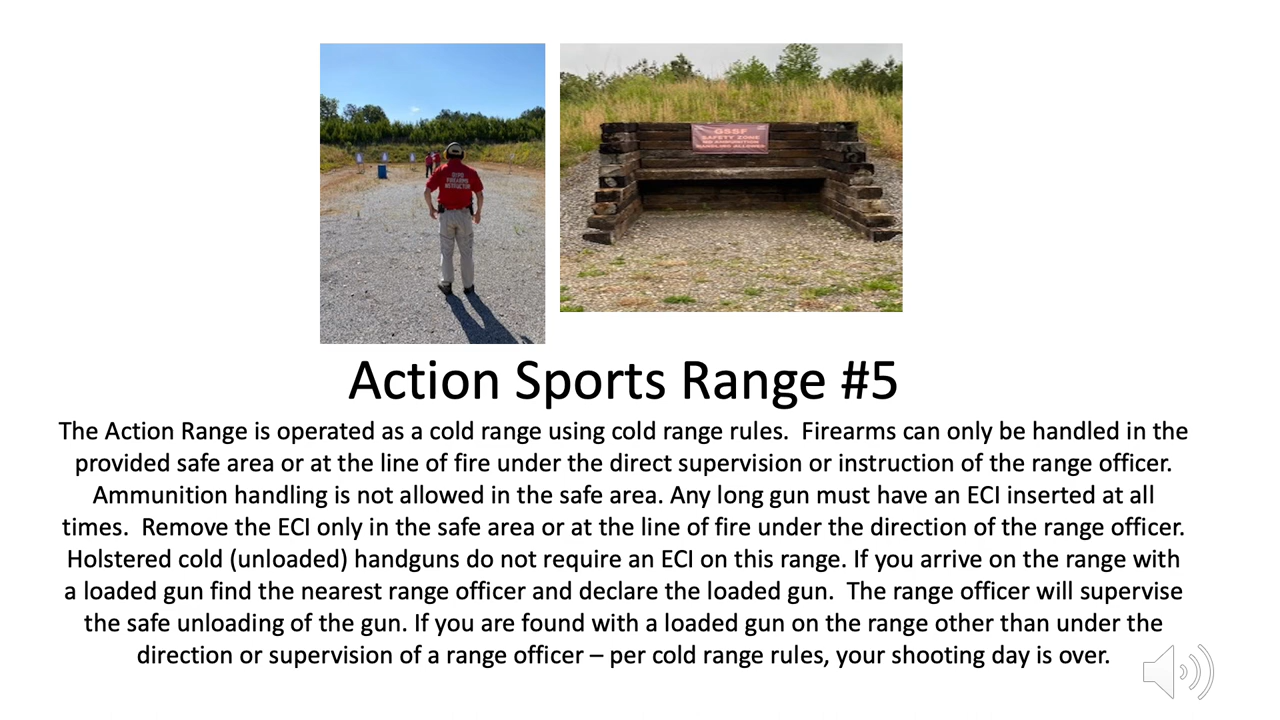 GSSF
SAFETY ZONE
NO AMMUNITION
HANDLING ALLOWED
FIREARMS
INSTRUCTOR
Action Sports Range #5
The Action Range is operated as a cold range using cold range rules.  Firearms can only be handled in the
provided safe area or at the line of fire under the direct supervision or instruction of the range officer.
Ammunition handling is not allowed in the safe area. Any long gun must have an ECI inserted at all
times.  Remove the ECI only in the safe area or at the line of fire under the direction of the range officer.
Holstered cold (unloaded) handguns do not require an ECI on this range. If you arrive on the range with
a loaded gun find the nearest range officer and declare the loaded gun.  The range officer will supervise
the safe unloading of the gun. If you are found with a loaded gun on the range other than under the
direction or supervision of a range officer – per cold range rules, your shooting day is over.